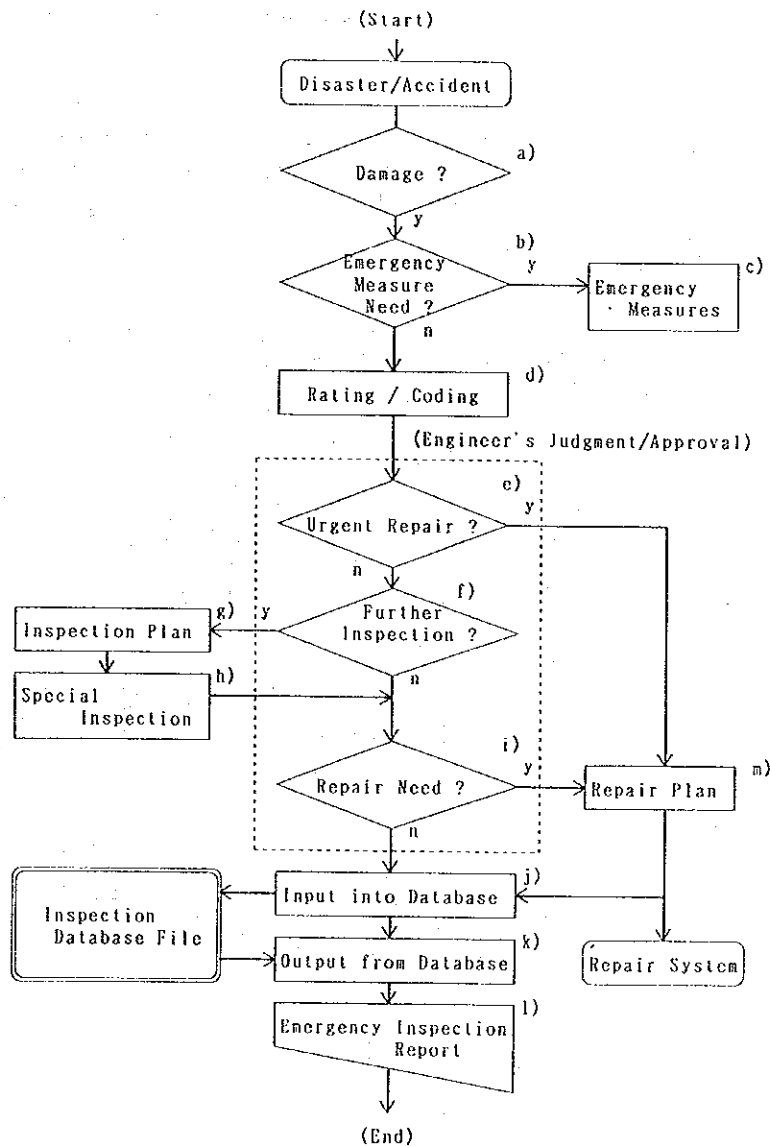 (Start)
Disaster/Accident
a)
Damage ?
y
b)
Emergency
Measure
Need ?
y
n
c)
Emergency
Measures
d)
Rating / Coding
(Engineer's Judgment/Approval)
e)
Urgent Repair ?
y
n
f)
Further
Inspection ?
y
n
g)
Inspection Plan
h)
Special
Inspection
i)
Repair Need ?
y
n
m)
Repair Plan
j)
Input into Database
Inspection
Database File
k)
Output from Database
Repair System
l)
Emergency Inspection
Report
(End)